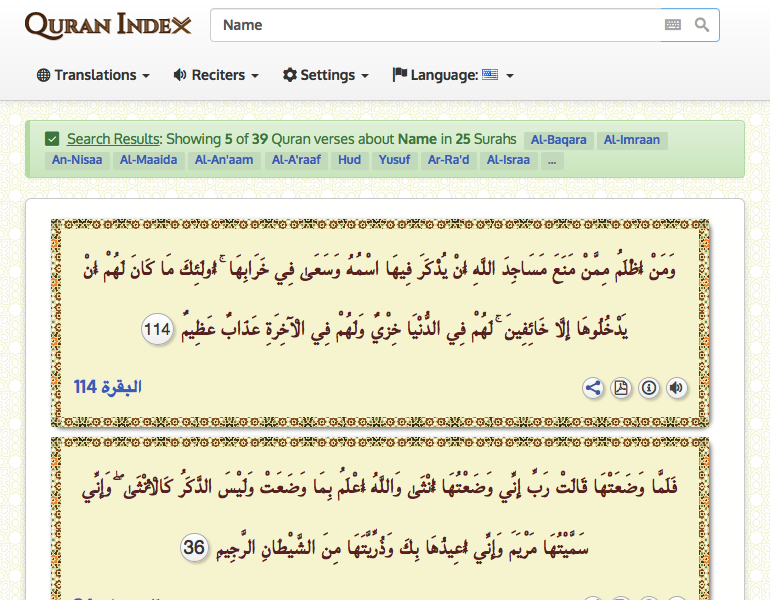 QURAN INDEX
Name
Translations
Reciters
Settings
Language:
Search Results: Showing 5 of 39 Quran verses about Name in 25 Surahs Al-Baqara Al-Imraan
An-Nisaa Al-Maaida Al-An'aam Al-A'raaf Hud Yusuf Ar-Ra'd Al-Israa ...
وَمَنْ أَظْلَمُ مِمَّنْ مَنَعَ مَسَاجِدَ اللَّهِ أَنْ يُذْكَرَ فِيهَا اسْمُهُ وَسَعَىٰ فِي خَرَابِهَا ۚ أُولَٰئِكَ مَا كَانَ لَهُمْ أَنْ
يَدْخُلُوهَا إِلَّا خَائِفِينَ ۚ لَهُمْ فِي الدُّنْيَا خِزْيٌ وَلَهُمْ فِي الْآخِرَةِ عَذَابٌ عَظِيمٌ 114
البقرة 114
فَلَمَّا وَضَعَتْهَا قَالَتْ رَبِّ إِنِّي وَضَعْتُهَا أُنْثَىٰ وَاللَّهُ أَعْلَمُ بِمَا وَضَعَتْ وَلَيْسَ الذَّكَرُ كَالْأُنْثَىٰ ۖ وَإِنِّي
سَمَّيْتُهَا مَرْيَمَ وَإِنِّي أُعِيذُهَا بِكَ وَذُرِّيَّتَهَا مِنَ الشَّيْطَانِ الرَّجِيمِ 36